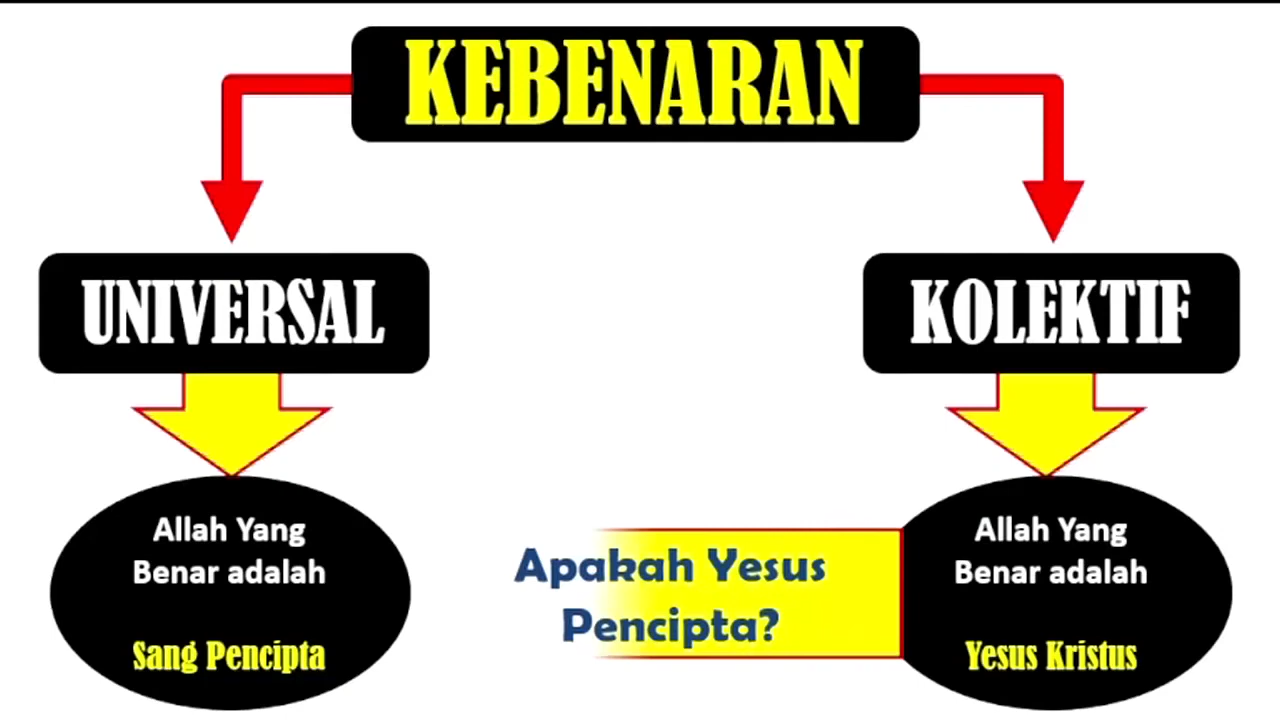 KEBENARAN
UNIVERSAL
KOLEKTIF
Allah Yang
Benar adalah
Sang Pencipta
Apakah Yesus
Pencipta?
Allah Yang
Benar adalah
Yesus Kristus